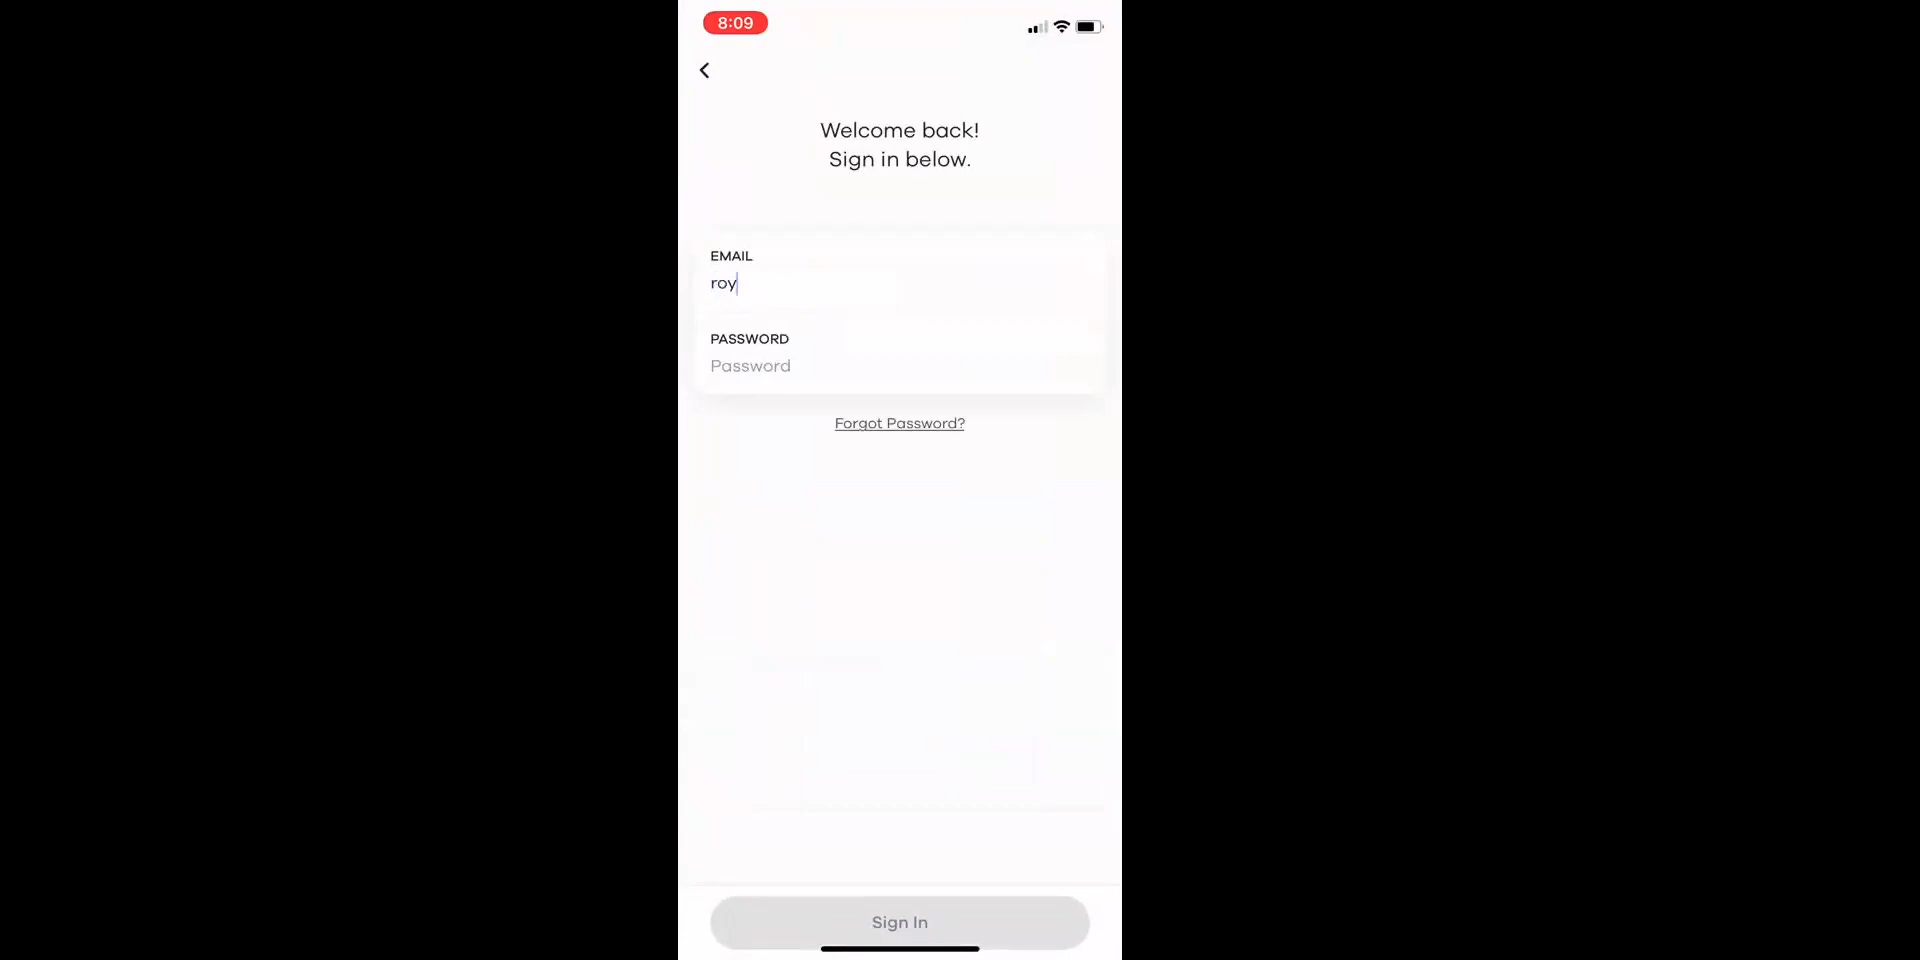 8:09
Welcome back!
Sign in below.
EMAIL
roy
PASSWORD
Password
Forgot Password?
Sign In